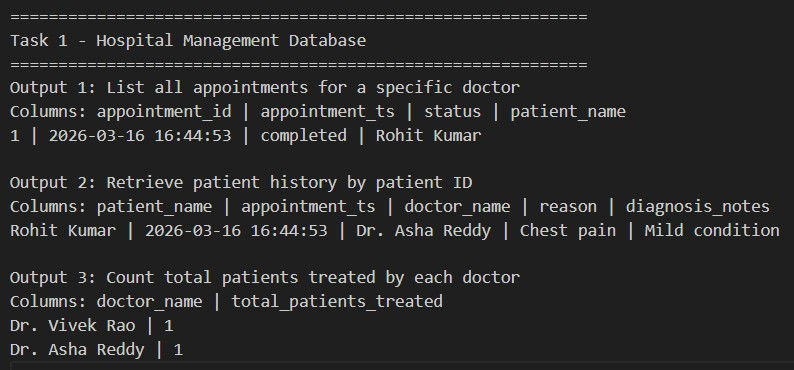 ============================================================
Task 1 - Hospital Management Database
============================================================
Output 1: List all appointments for a specific doctor
Columns: appointment_id | appointment_ts | status | patient_name
1 | 2026-03-16 16:44:53 | completed | Rohit Kumar
Output 2: Retrieve patient history by patient ID
Columns: patient_name | appointment_ts | doctor_name | reason | diagnosis_notes
Rohit Kumar | 2026-03-16 16:44:53 | Dr. Asha Reddy | Chest pain | Mild condition
Output 3: Count total patients treated by each doctor
Columns: doctor_name | total_patients_treated
Dr. Vivek Rao | 1
Dr. Asha Reddy | 1